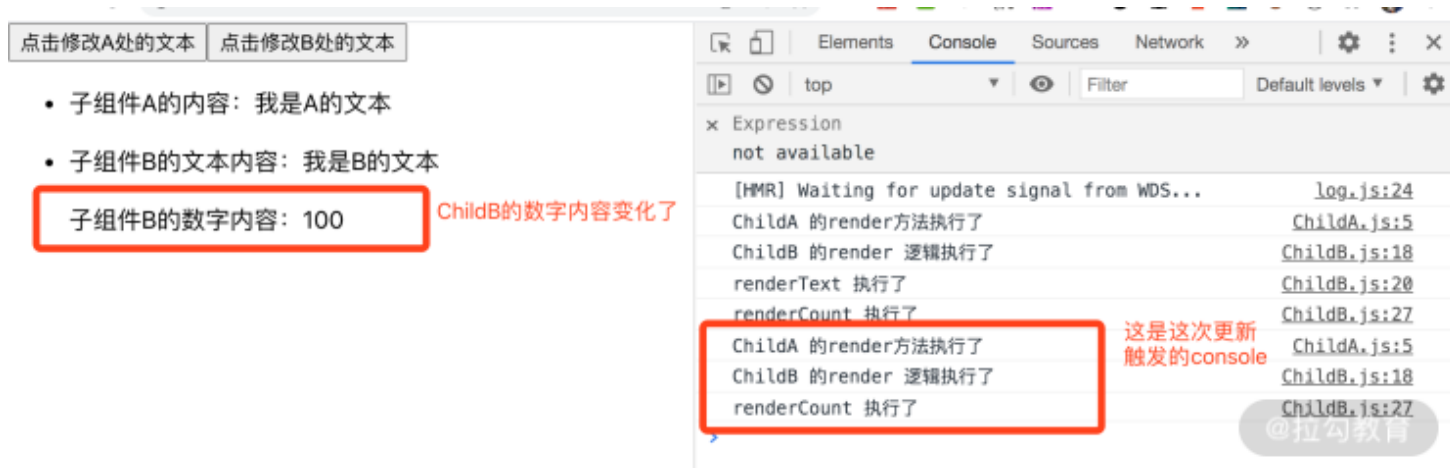 点击修改A处的文本 点击修改B处的文本
• 子组件A的内容：我是A的文本
• 子组件B的文本内容：我是B的文本
子组件B的数字内容：100
ChildB的数字内容变化了
Elements Console Sources Network »
top Filter Default levels ▼
× Expression
not available
[HMR] Waiting for update signal from WDS... log.js:24
ChildA 的render方法执行了 ChildA.js:5
ChildB 的render 逻辑执行了 ChildB.js:18
renderText 执行了 ChildB.js:20
renderCount 执行了 ChildB.js:27
ChildA 的render方法执行了 ChildA.js:5
ChildB 的render 逻辑执行了 ChildB.js:18
renderCount 执行了 ChildB.js:27
这是这次更新
触发的console
@拉勾教育